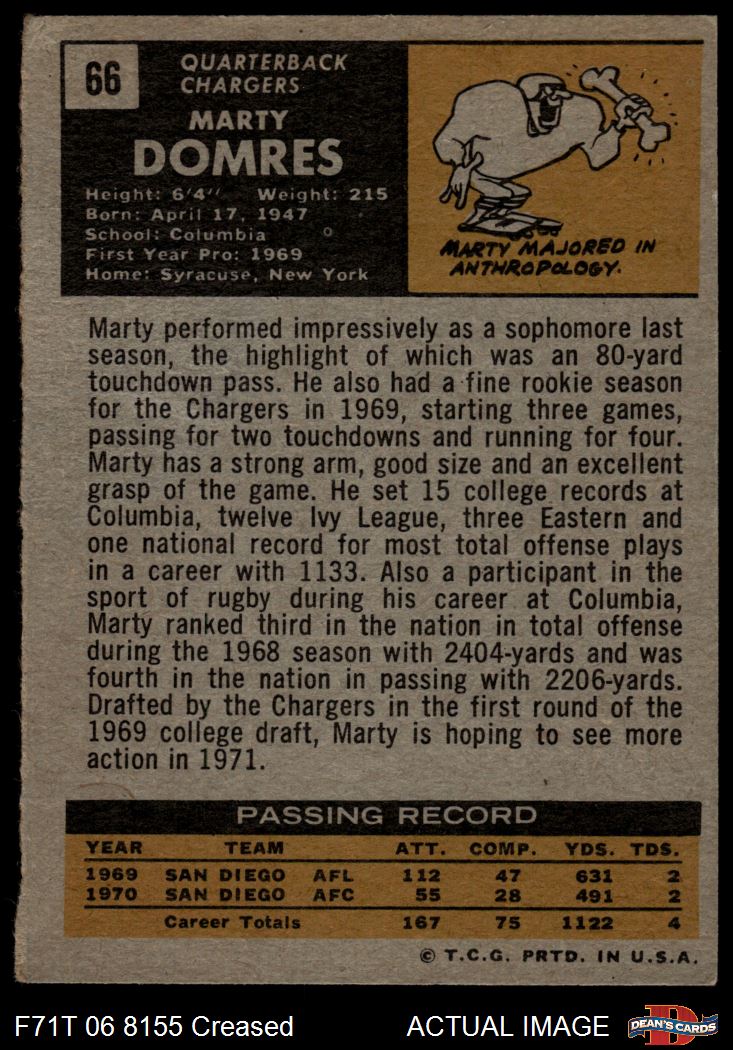 66
QUARTERBACK
CHARGERS
MARTY
DOMRES
Height: 6'4" Weight: 215
Born: April 17, 1947
School: Columbia
First Year Pro: 1969
Home: Syracuse, New York
MARTY MAJORED IN
ANTHROPOLOGY.
Marty performed impressively as a sophomore last
season, the highlight of which was an 80-yard
touchdown pass. He also had a fine rookie season
for the Chargers in 1969, starting three games,
passing for two touchdowns and running for four.
Marty has a strong arm, good size and an excellent
grasp of the game. He set 15 college records at
Columbia, twelve Ivy League, three Eastern and
one national record for most total offense plays
in a career with 1133. Also a participant in the
sport of rugby during his career at Columbia,
Marty ranked third in the nation in total offense
during the 1968 season with 2404-yards and was
fourth in the nation in passing with 2206-yards.
Drafted by the Chargers in the first round of the
1969 college draft, Marty is hoping to see more
action in 1971.
PASSING RECORD
YEAR TEAM ATT. COMP. YDS. TDS.
1969 SAN DIEGO AFL 112 47 631 2
1970 SAN DIEGO AFC 55 28 491 2
Career Totals 167 75 1122 4
© T.C.G. PRTD. IN U.S.A.
F71T 06 8155 Creased ACTUAL IMAGE
DEAN'S CARDS